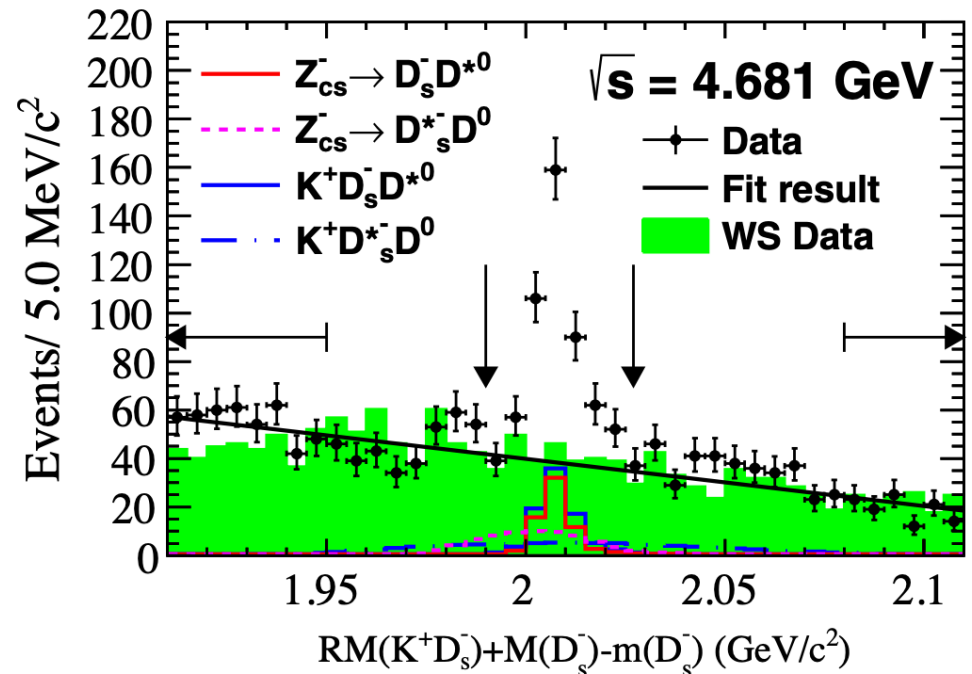 220
200
180
160
140
120
100
80
60
40
20
0
Events/ 5.0 MeV/c²
Z⁻cs→ D⁻sD*⁰
Z⁻cs→ D*⁻sD⁰
K⁺D⁻sD*⁰
K⁺D*⁻sD⁰
√s = 4.681 GeV
Data
Fit result
WS Data
1.95 2 2.05 2.1
RM(K⁺D⁻s)+M(D⁻s)-m(D⁻s) (GeV/c²)